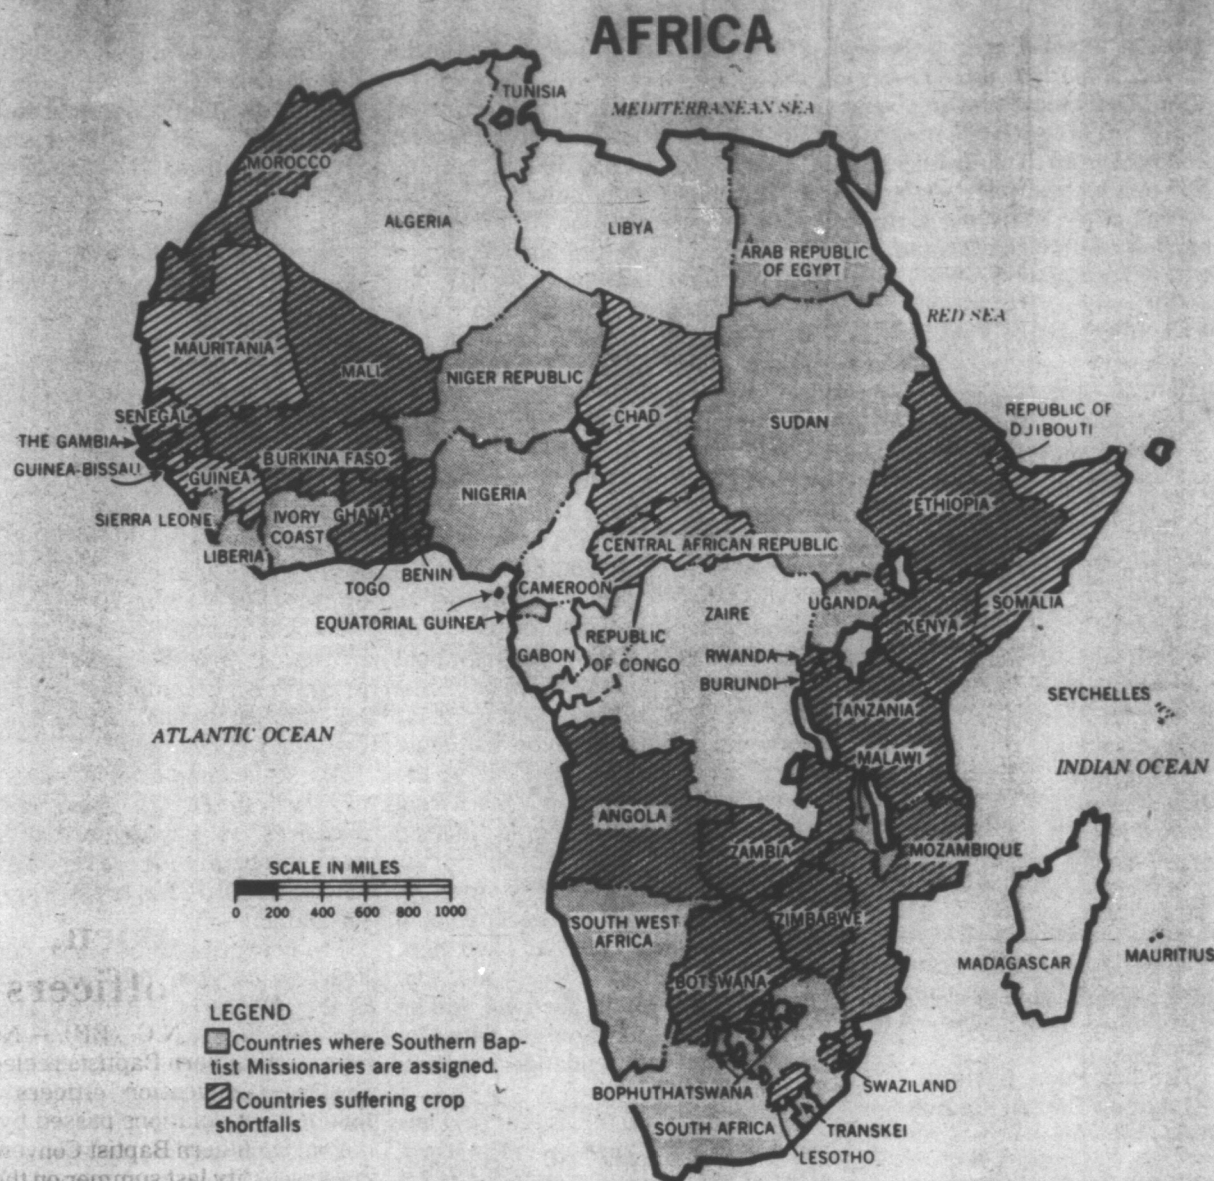 AFRICA
TUNISIA
MEDITERRANEAN SEA
MOROCCO
ALGERIA
LIBYA
ARAB REPUBLIC
OF EGYPT
RED SEA
MAURITANIA
MALI
NIGER REPUBLIC
CHAD
SUDAN
REPUBLIC OF
DJIBOUTI
SENEGAL
THE GAMBIA
GUINEA-BISSAU
BURKINA FASO
GUINEA
NIGERIA
ETHIOPIA
SIERRA LEONE
IVORY
COAST
GHANA
LIBERIA
CENTRAL AFRICAN REPUBLIC
TOGO
BENIN
CAMEROON
EQUATORIAL GUINEA
ZAIRE
UGANDA
SOMALIA
KENYA
GABON
REPUBLIC
OF CONGO
RWANDA
BURUNDI
SEYCHELLES
TANZANIA
ATLANTIC OCEAN
MALAWI
INDIAN OCEAN
ANGOLA
ZAMBIA
MOZAMBIQUE
SCALE IN MILES
0 200 400 600 800 1000
SOUTH WEST
AFRICA
ZIMBABWE
MADAGASCAR
MAURITIUS
BOTSWANA
LEGEND
Countries where Southern Bap-
tist Missionaries are assigned.
Countries suffering crop
shortfalls
BOPHUTHATSWANA
SWAZILAND
SOUTH AFRICA
TRANSKEI
LESOTHO